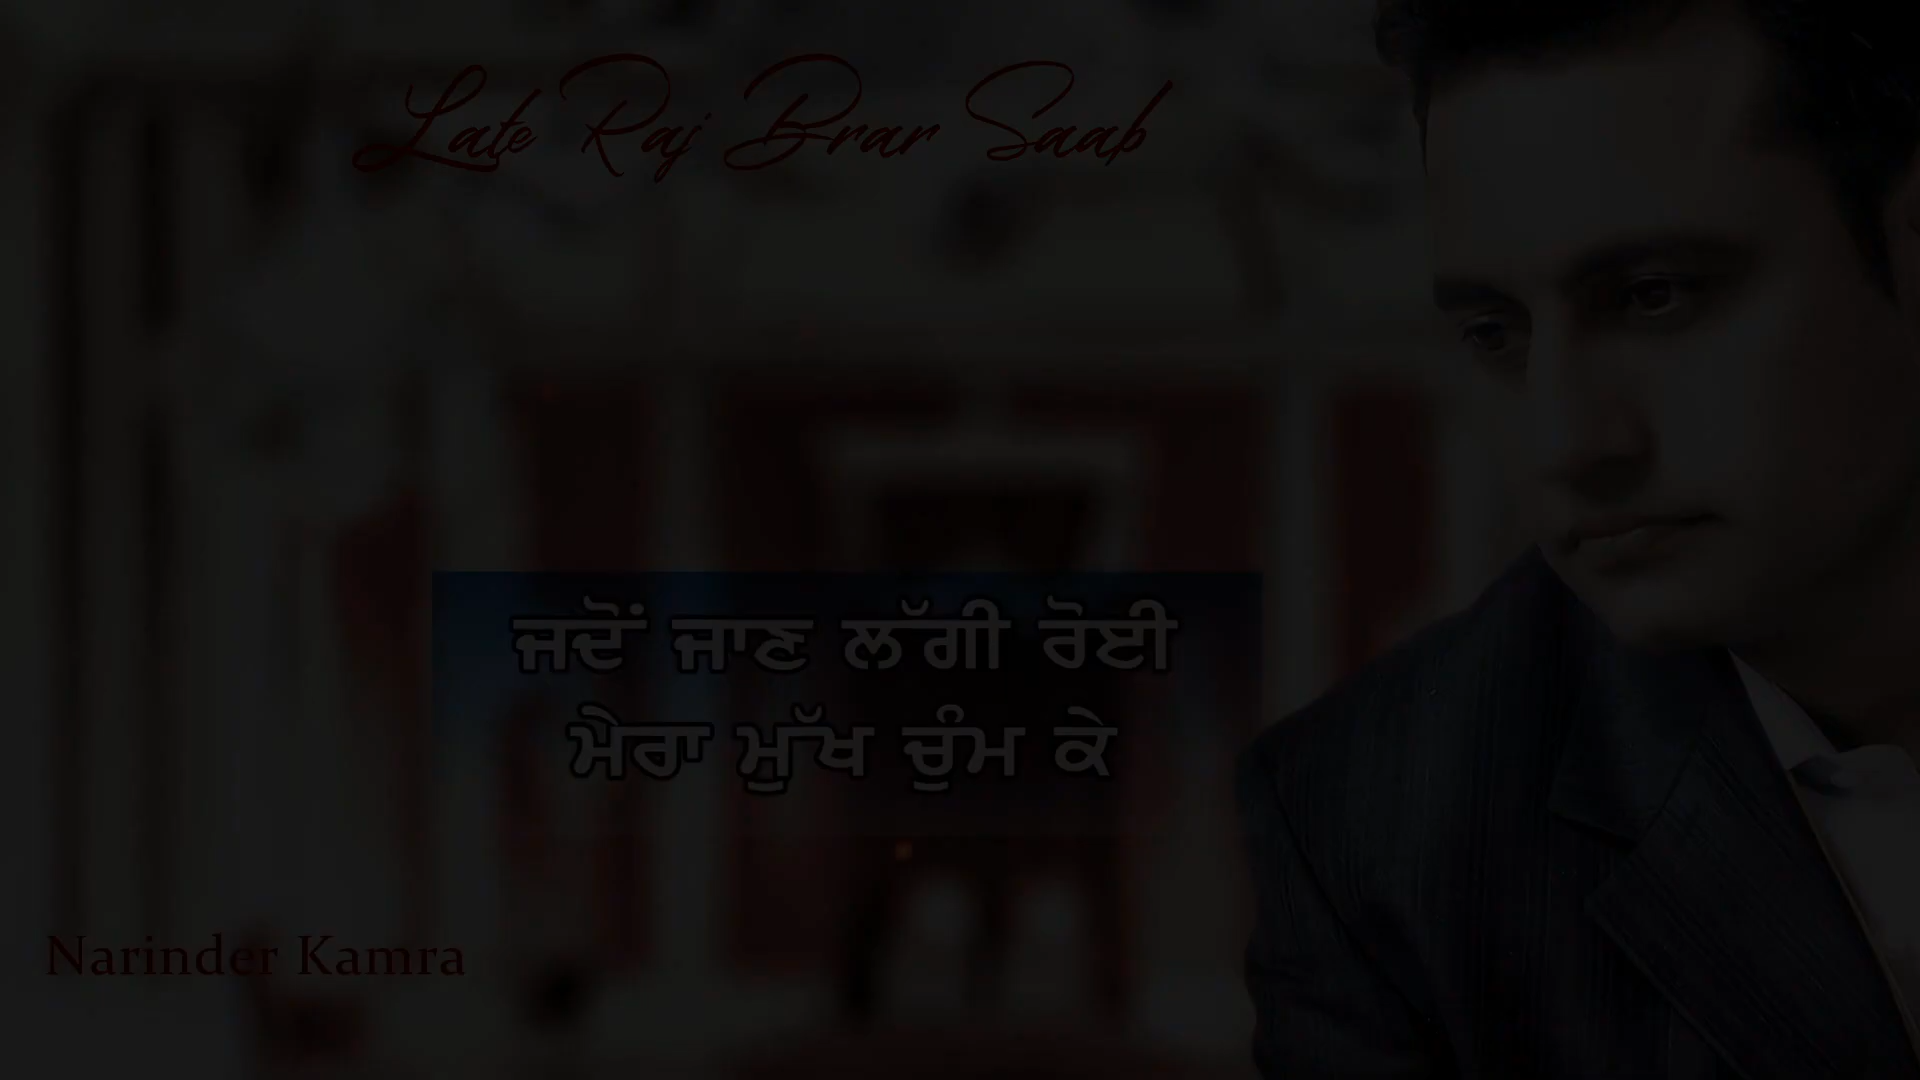 Late Raj Brar Saab
ਜਦੋਂ ਜਾਣ ਲੱਗੀ ਰੋਈ
ਮੇਰਾ ਮੁੱਖ ਚੁੰਮ ਕੇ
Narinder Kamra